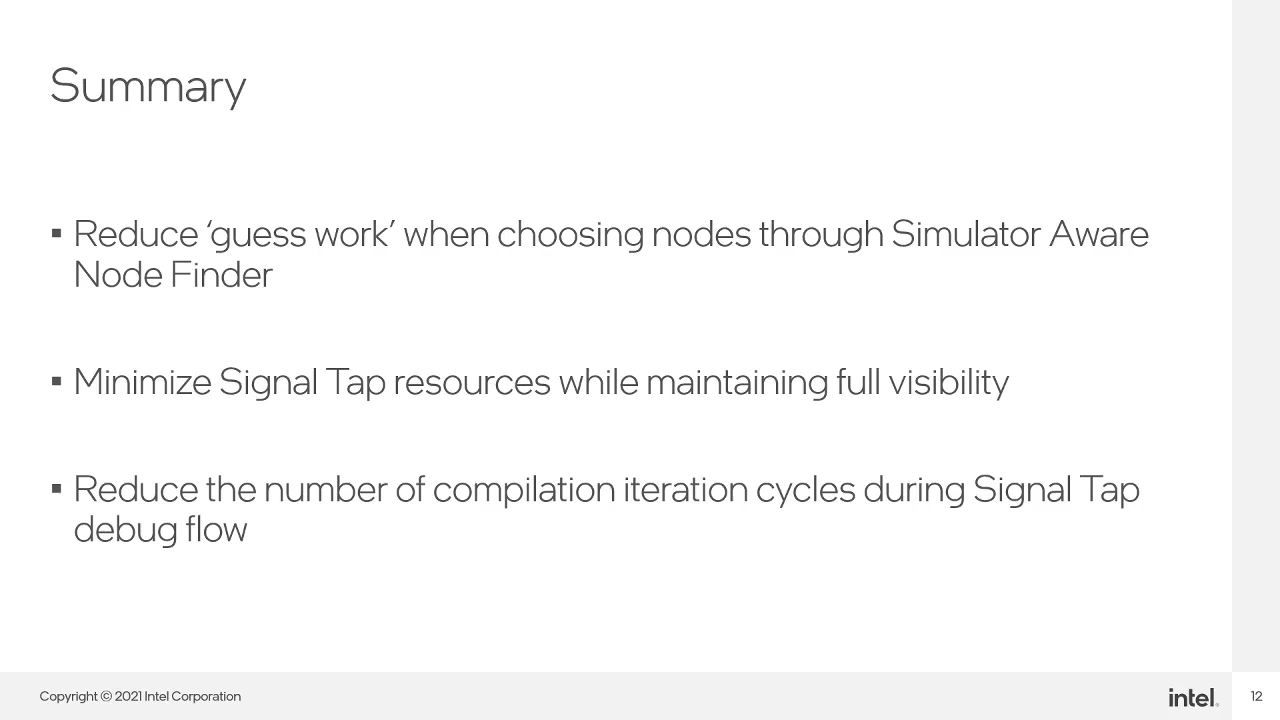 Summary
▪ Reduce ‘guess work’ when choosing nodes through Simulator Aware
Node Finder
▪ Minimize Signal Tap resources while maintaining full visibility
▪ Reduce the number of compilation iteration cycles during Signal Tap
debug flow
Copyright © 2021 Intel Corporation
intel.
12